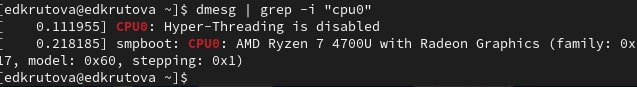 [edkrutova@edkrutova ~]$ dmesg | grep -i "cpu0"
[    0.111955] CPU0: Hyper-Threading is disabled
[    0.218185] smpboot: CPU0: AMD Ryzen 7 4700U with Radeon Graphics (family: 0x
17, model: 0x60, stepping: 0x1)
[edkrutova@edkrutova ~]$